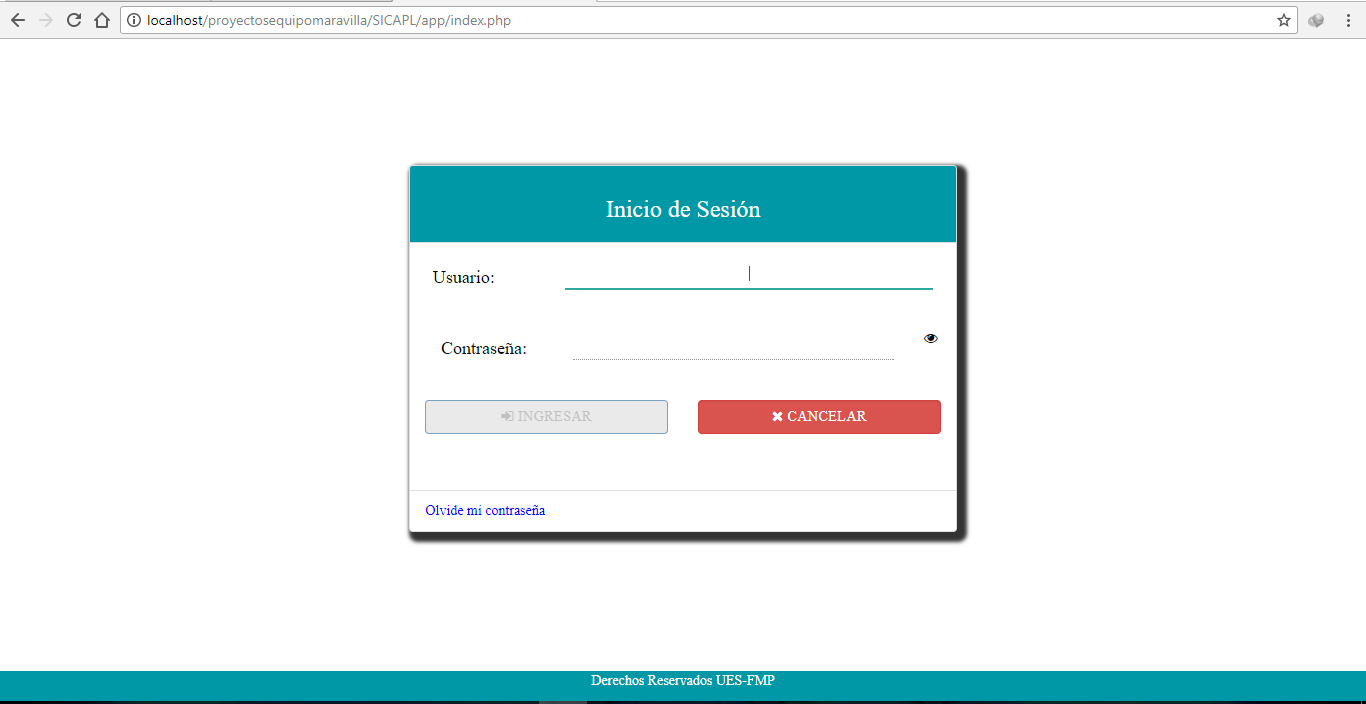 localhost/proyectosequipomaravilla/SICAPL/app/index.php
Inicio de Sesión
Usuario:
Contraseña:
INGRESAR
CANCELAR
Olvide mi contraseña
Derechos Reservados UES-FMP